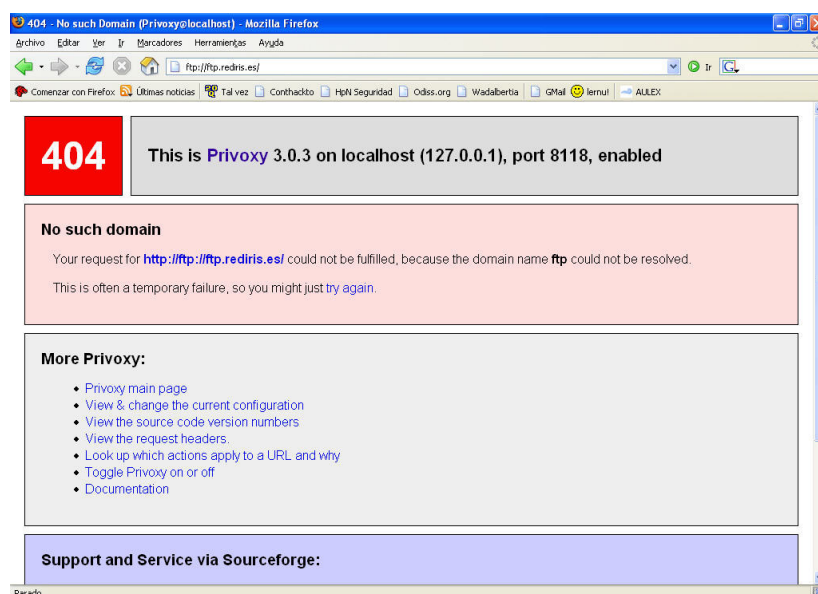 404 - No such Domain (Privoxy@localhost) - Mozilla Firefox
Archivo Editar Ver Ir Marcadores Herramientas Ayuda
ftp://ftp.rediris.es/ Ir G
Comenzar con Firefox Últimas noticias Tal vez Conthackto HpN Seguridad Odiss.org Wadalbertia GMail lernu! AULEX
404
This is Privoxy 3.0.3 on localhost (127.0.0.1), port 8118, enabled
No such domain
Your request for http://ftp://ftp.rediris.es/ could not be fulfilled, because the domain name ftp could not be resolved.
This is often a temporary failure, so you might just try again.
More Privoxy:
Privoxy main page
View & change the current configuration
View the source code version numbers
View the request headers.
Look up which actions apply to a URL and why
Toggle Privoxy on or off
Documentation
Support and Service via Sourceforge:
Parado